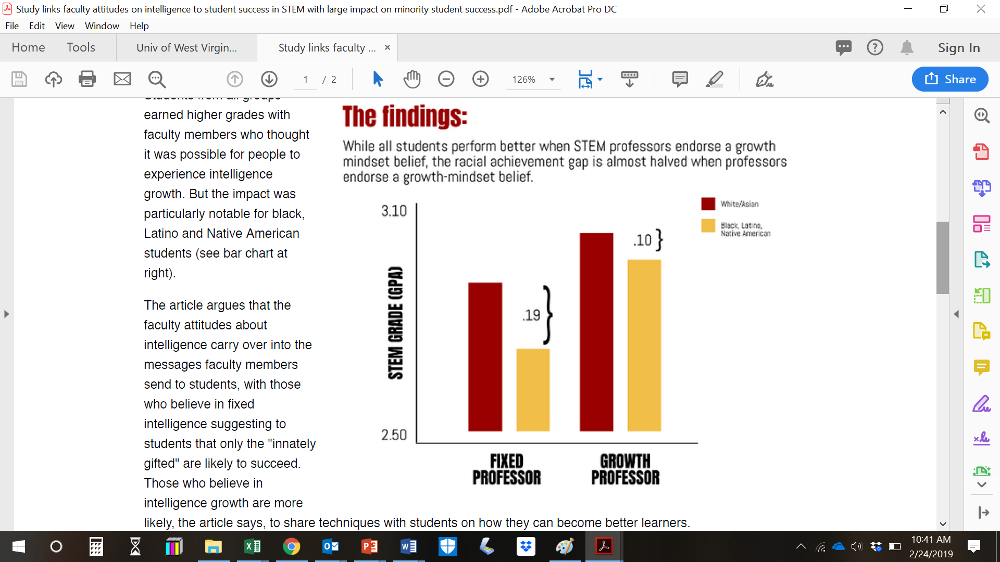 Study links faculty attitudes on intelligence to student success in STEM with large impact on minority student success.pdf - Adobe Acrobat Pro DC
File Edit View Window Help
Home Tools Univ of West Virgin... Study links faculty ... × Sign In
1 / 2 126% Share
Students from all groups
earned higher grades with
faculty members who thought
it was possible for people to
experience intelligence
growth. But the impact was
particularly notable for black,
Latino and Native American
students (see bar chart at
right).
The article argues that the
faculty attitudes about
intelligence carry over into the
messages faculty members
send to students, with those
who believe in fixed
intelligence suggesting to
students that only the "innately
gifted" are likely to succeed.
Those who believe in
intelligence growth are more
likely, the article says, to share techniques with students on how they can become better learners.
The findings:
While all students perform better when STEM professors endorse a growth
mindset belief, the racial achievement gap is almost halved when professors
endorse a growth-mindset belief.
3.10
2.50
STEM GRADE (GPA)
White/Asian
Black, Latino,
Native American
.19
.10
FIXED
PROFESSOR
GROWTH
PROFESSOR
10:41 AM
2/24/2019